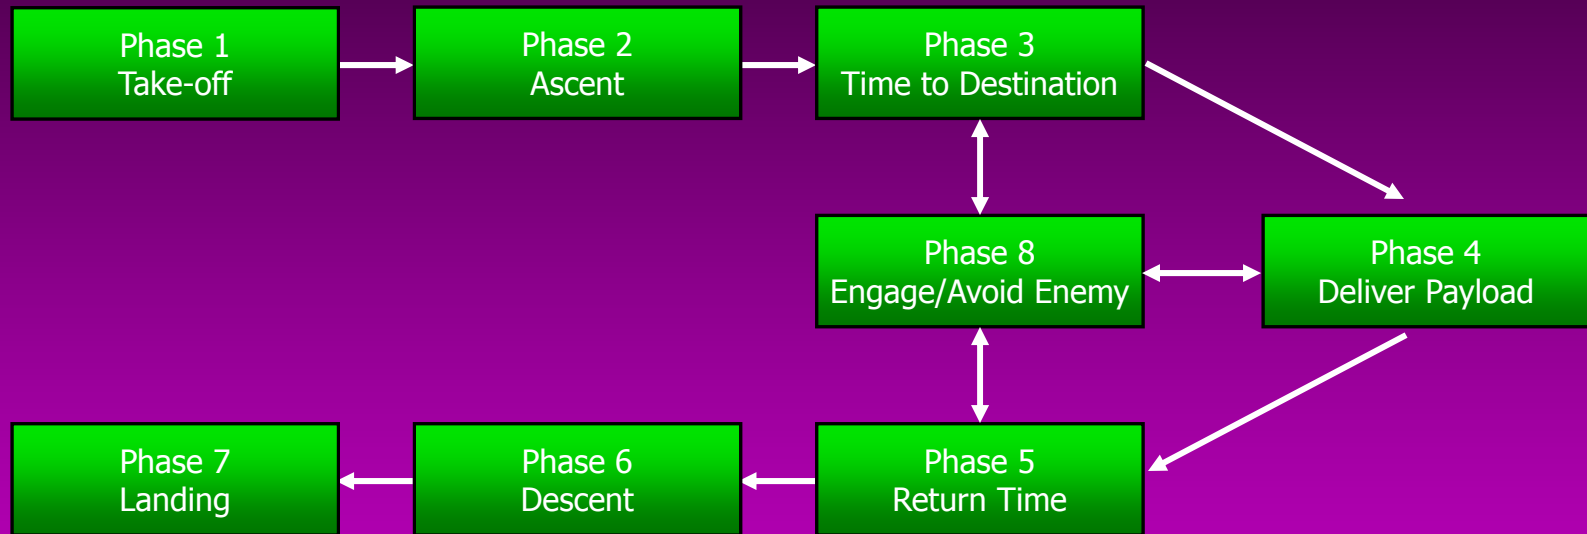 Phase 1
Take-off
Phase 2
Ascent
Phase 3
Time to Destination
Phase 8
Engage/Avoid Enemy
Phase 4
Deliver Payload
Phase 7
Landing
Phase 6
Descent
Phase 5
Return Time